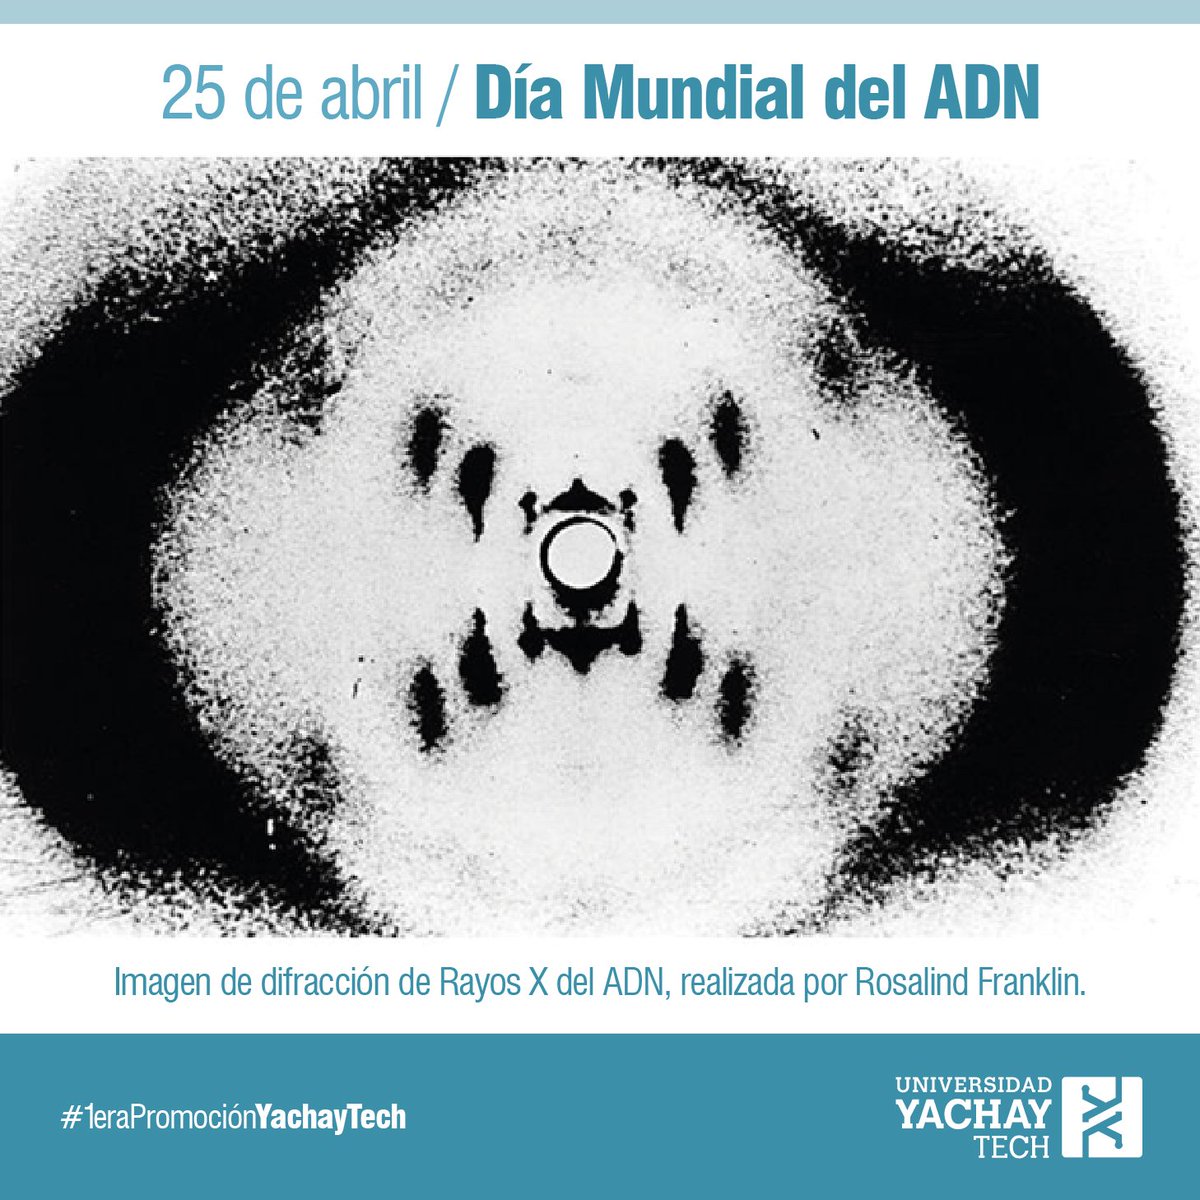 25 de abril / Día Mundial del ADN
Imagen de difracción de Rayos X del ADN, realizada por Rosalind Franklin.
#1eraPromociónYachayTech
UNIVERSIDAD
YACHAY
TECH